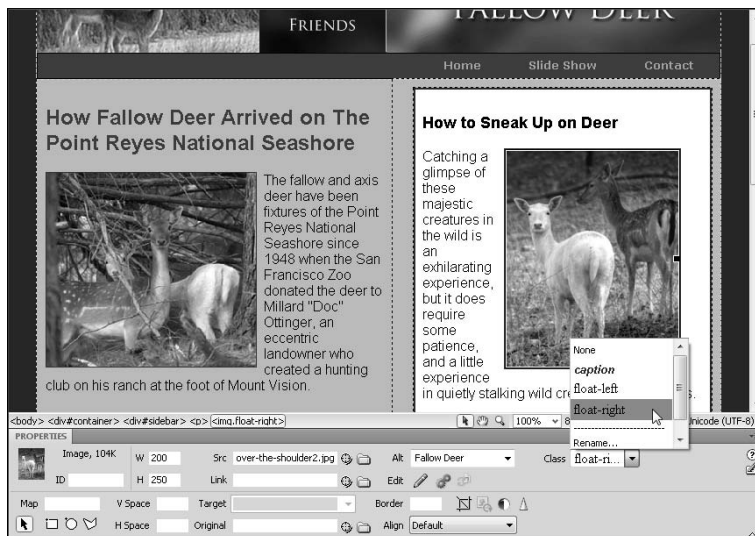 FRIENDS
FALLOW DEER
Home Slide Show Contact
How Fallow Deer Arrived on The
Point Reyes National Seashore
The fallow and axis
deer have been
fixtures of the Point
Reyes National
Seashore since
1948 when the San
Francisco Zoo
donated the deer to
Millard "Doc"
Ottinger, an
eccentric
landowner who
created a hunting
club on his ranch at the foot of Mount Vision.
How to Sneak Up on Deer
Catching a
glimpse of
these
majestic
creatures in
the wild is
an
exhilarating
experience,
but it does
require
some
patience,
and a little
experience
in quietly stalking wild cre
s.
None
caption
float-left
float-right
Rename...
<body> <div#container> <div#sidebar> <p> <img.float-right> 100% 8 nicode (UTF-8)
PROPERTIES
Image, 104K W 200 Src over-the-shoulder2.jpg Alt Fallow Deer Class float-ri...
ID H 250 Link Edit
Map V Space Target Border
H Space Original Align Default